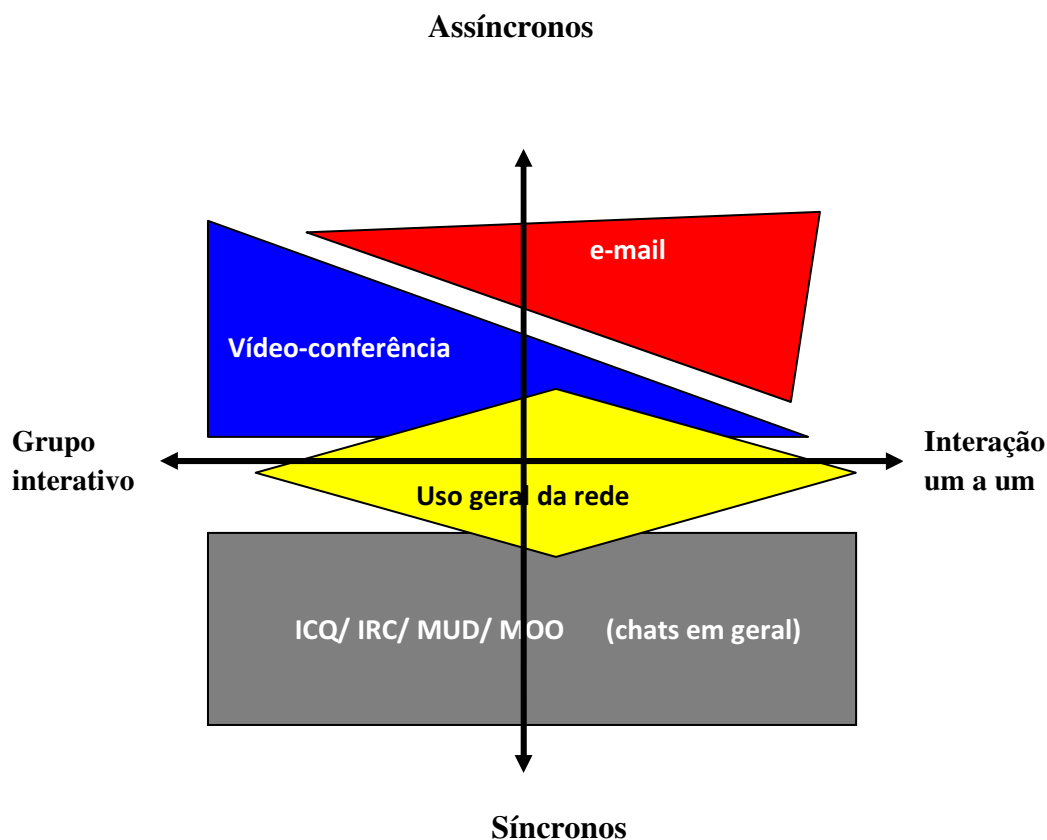 Assíncronos
e-mail
Vídeo-conferência
Grupo
interativo
Interação
um a um
Uso geral da rede
ICQ/ IRC/ MUD/ MOO (chats em geral)
Síncronos